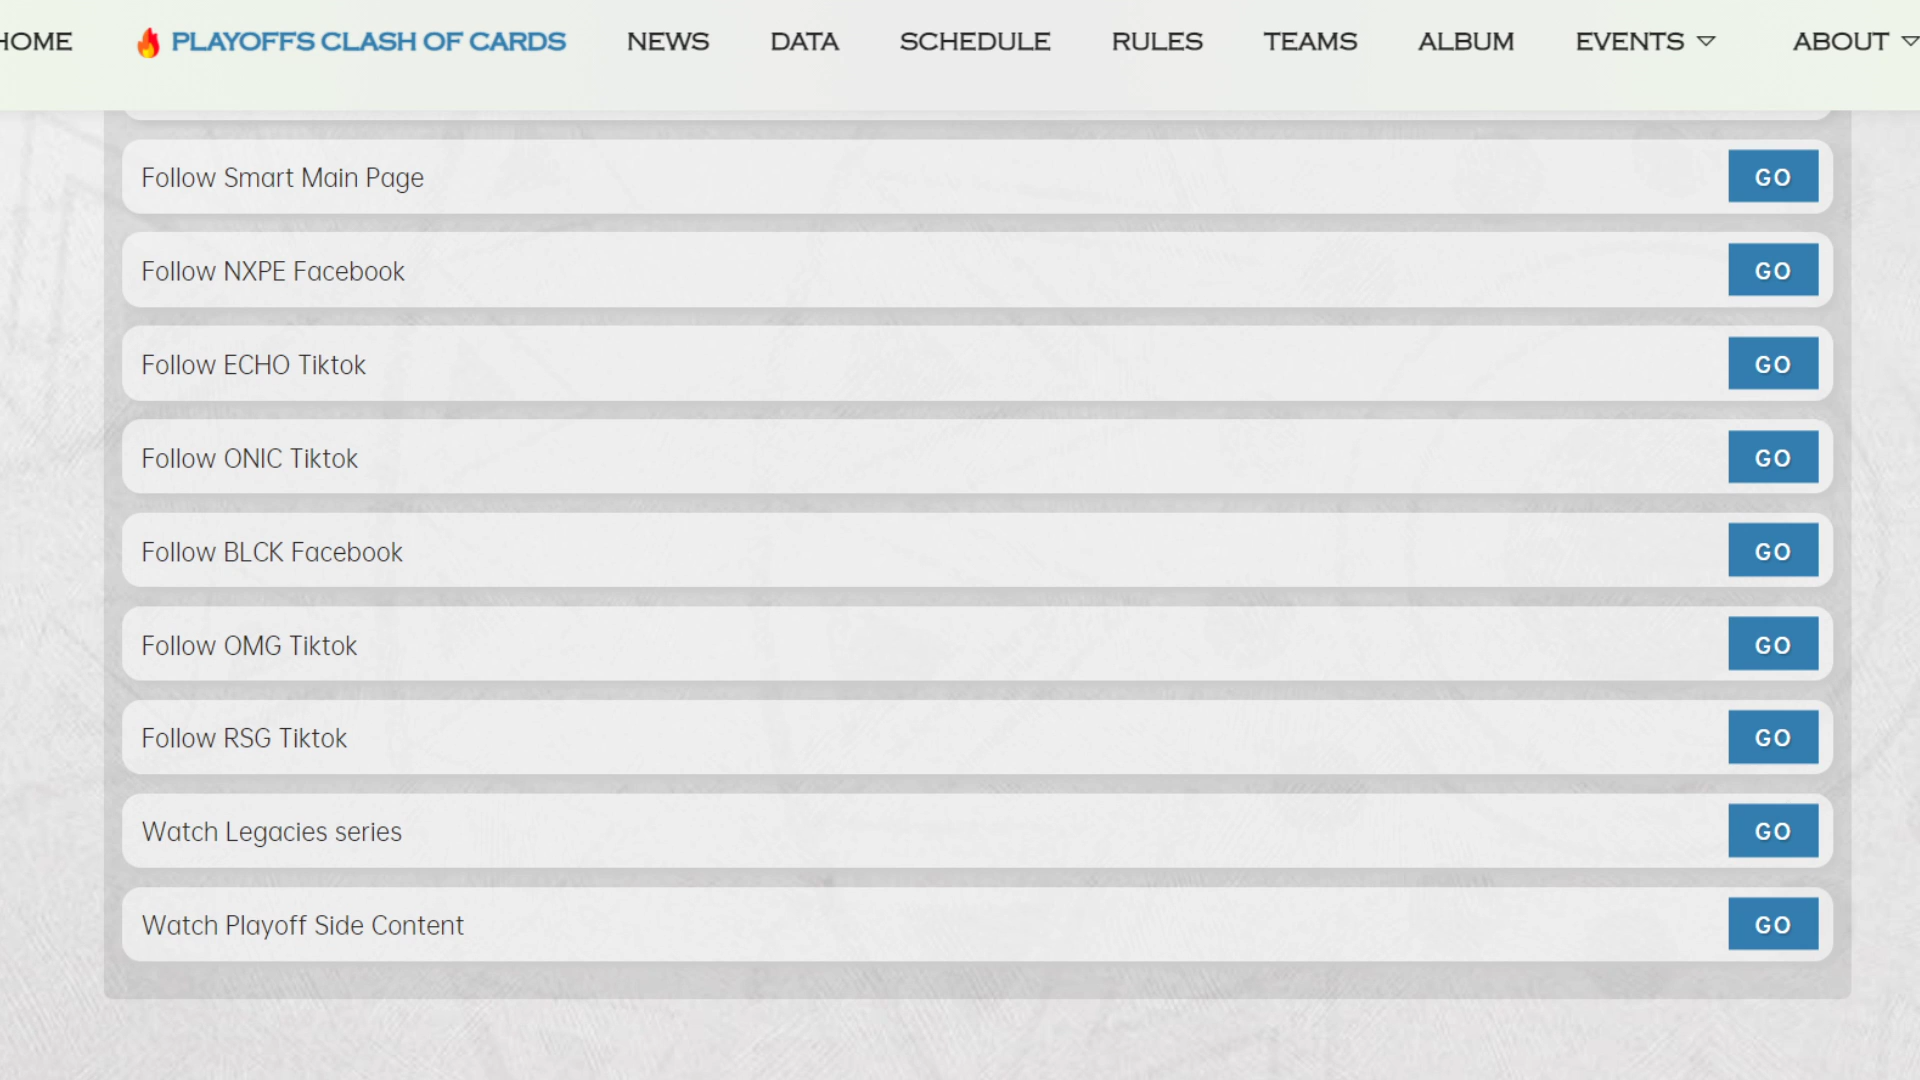 HOME PLAYOFFS CLASH OF CARDS NEWS DATA SCHEDULE RULES TEAMS ALBUM EVENTS ABOUT
Follow Smart Main Page GO
Follow NXPE Facebook GO
Follow ECHO Tiktok GO
Follow ONIC Tiktok GO
Follow BLCK Facebook GO
Follow OMG Tiktok GO
Follow RSG Tiktok GO
Watch Legacies series GO
Watch Playoff Side Content GO